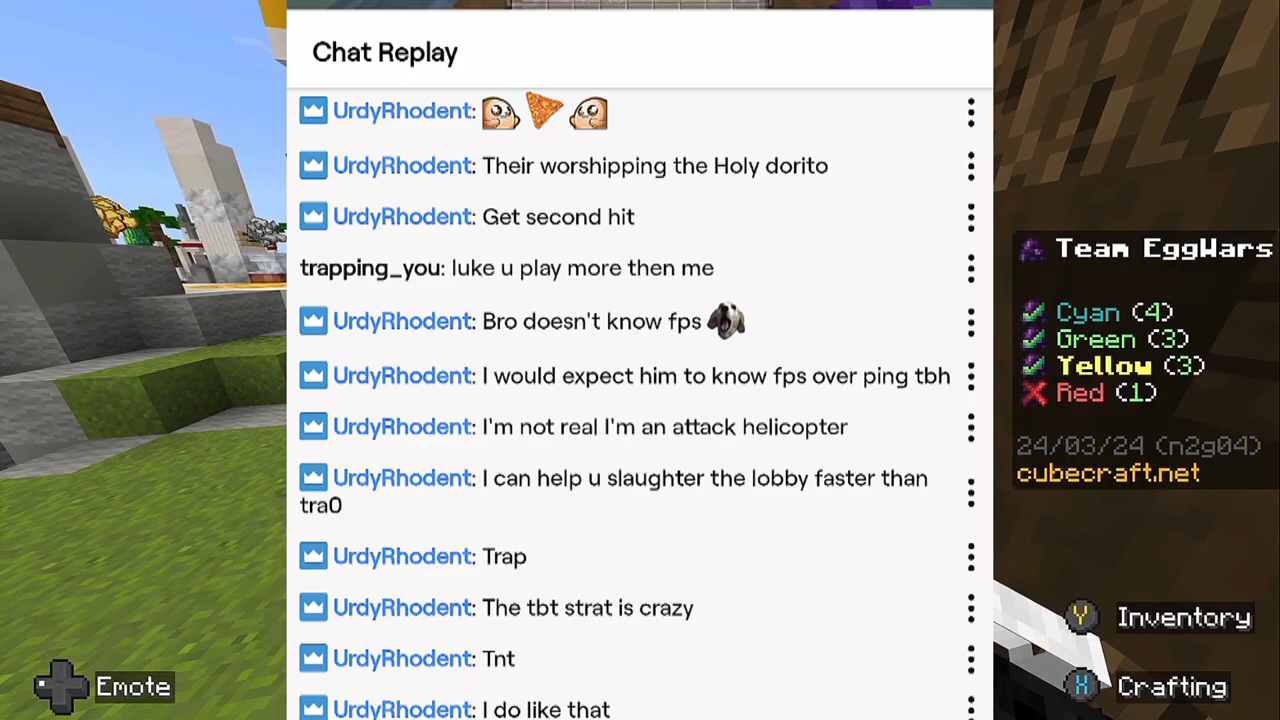 Chat Replay
UrdyRhodent:
UrdyRhodent: Their worshipping the Holy dorito
UrdyRhodent: Get second hit
trapping_you: luke u play more then me
UrdyRhodent: Bro doesn't know fps
UrdyRhodent: I would expect him to know fps over ping tbh
UrdyRhodent: I'm not real I'm an attack helicopter
UrdyRhodent: I can help u slaughter the lobby faster than
tra0
UrdyRhodent: Trap
UrdyRhodent: The tbt strat is crazy
UrdyRhodent: Tnt
UrdyRhodent: I do like that
Team EggWars
Cyan (4)
Green (3)
Yellow (3)
Red (1)
24/03/24 (n2g04)
cubecraft.net
Y Inventory
X Crafting
Emote